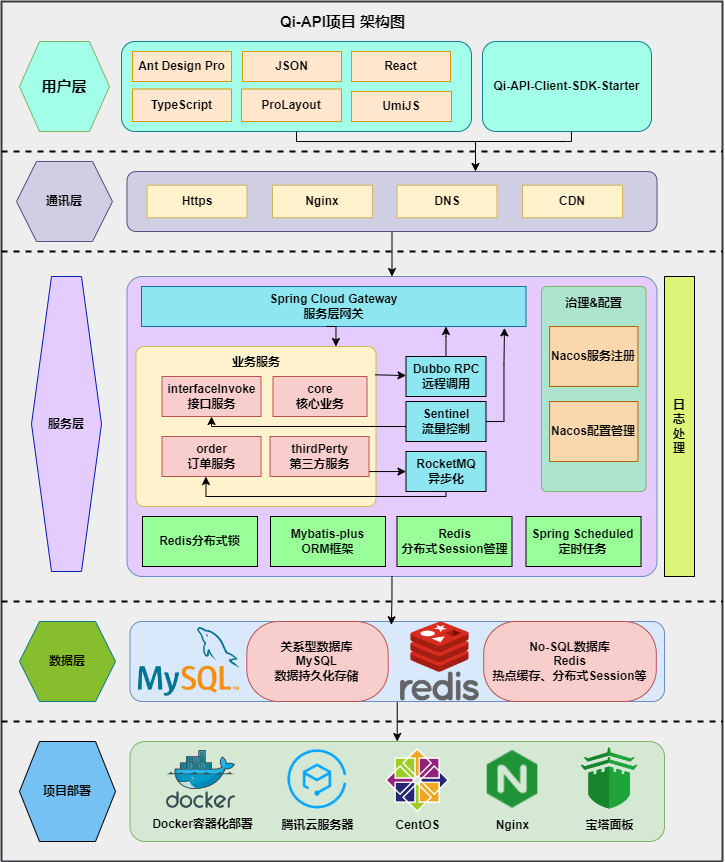 Qi-API项目 架构图
用户层
Ant Design Pro
JSON
React
TypeScript
ProLayout
UmiJS
Qi-API-Client-SDK-Starter
通讯层
Https
Nginx
DNS
CDN
服务层
Spring Cloud Gateway
服务层网关
业务服务
interfaceInvoke
接口服务
core
核心业务
order
订单服务
thirdPerty
第三方服务
Dubbo RPC
远程调用
Sentinel
流量控制
RocketMQ
异步化
治理&配置
Nacos服务注册
Nacos配置管理
Redis分布式锁
Mybatis-plus
ORM框架
Redis
分布式Session管理
Spring Scheduled
定时任务
日志处理
数据层
MySQL
关系型数据库
MySQL
数据持久化存储
redis
No-SQL数据库
Redis
热点缓存、分布式Session等
项目部署
docker
Docker容器化部署
腾讯云服务器
CentOS
Nginx
宝塔面板